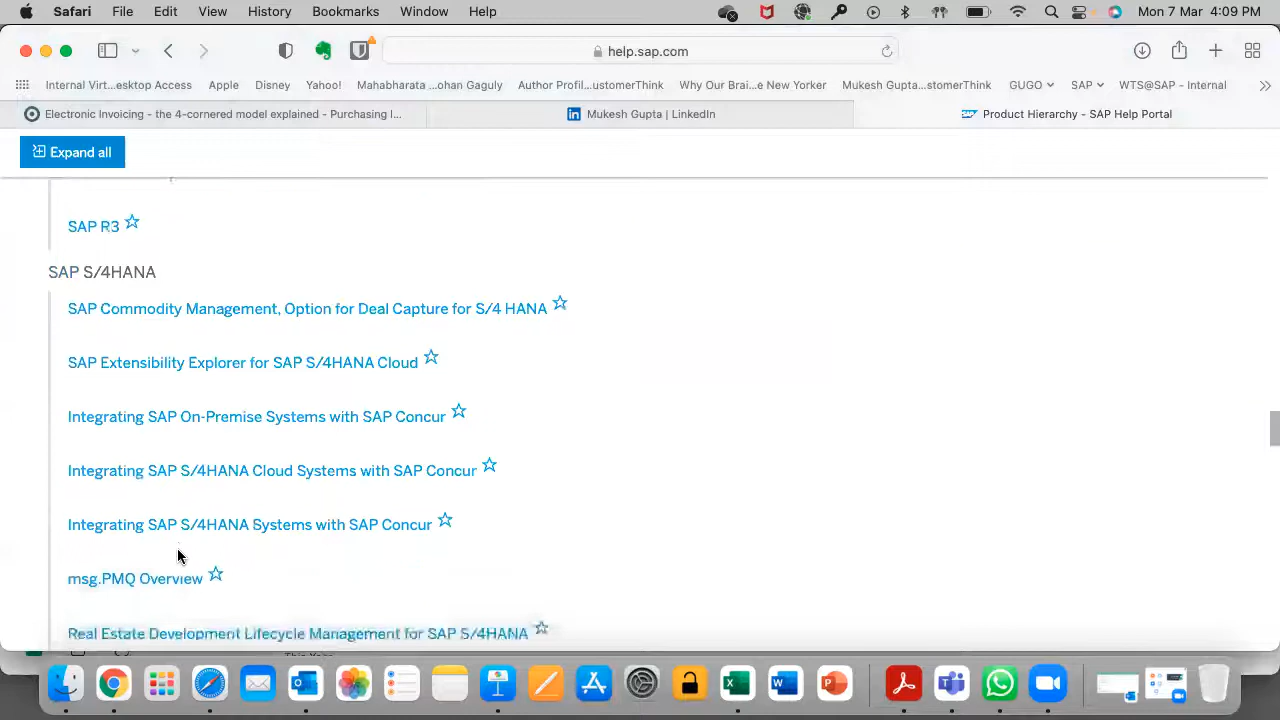 Safari File Edit View History Bookmarks Window Help Mon 7 Mar 4:09 PM
help.sap.com
Internal Virt...esktop Access Apple Disney Yahoo! Mahabharata ...ohan Gaguly Author Profil...ustomerThink Why Our Brai...e New Yorker Mukesh Gupta...stomerThink GUGO SAP WTS@SAP - Internal
Electronic Invoicing - the 4-cornered model explained - Purchasing I... Mukesh Gupta | LinkedIn Product Hierarchy - SAP Help Portal
Expand all
SAP R3
SAP S/4HANA
SAP Commodity Management, Option for Deal Capture for S/4 HANA
SAP Extensibility Explorer for SAP S/4HANA Cloud
Integrating SAP On-Premise Systems with SAP Concur
Integrating SAP S/4HANA Cloud Systems with SAP Concur
Integrating SAP S/4HANA Systems with SAP Concur
msg.PMQ Overview
Real Estate Development Lifecycle Management for SAP S/4HANA